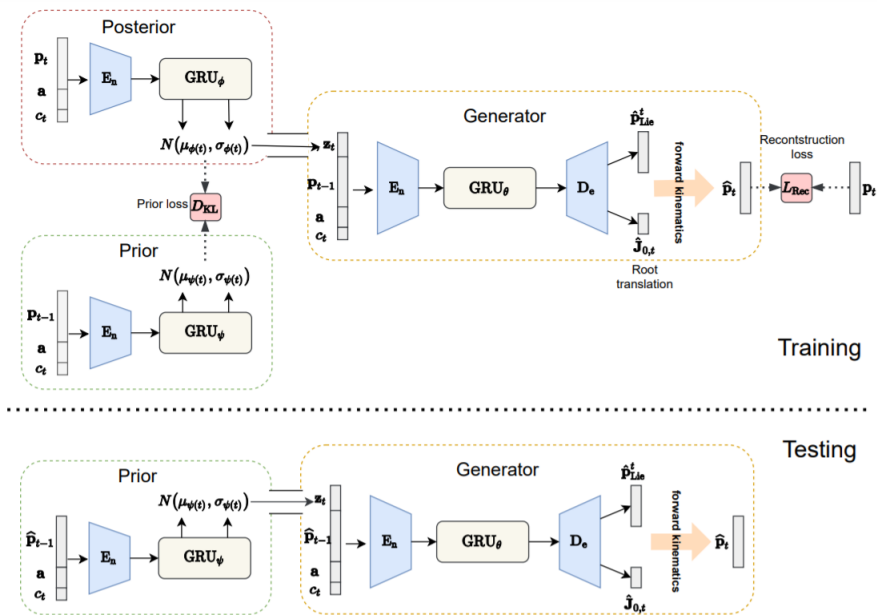 Posterior
p_t
a
c_t
E_n
GRU_ϕ
N(μ_ϕ(t), σ_ϕ(t))
Prior loss
D_KL
Prior
N(μ_ψ(t), σ_ψ(t))
p_{t−1}
a
c_t
E_n
GRU_ψ
Generator
z_t
p_{t−1}
a
c_t
E_n
GRU_θ
D_e
p̂^t_Lie
Ĵ_{0,t}
Root
translation
forward kinematics
p̂_t
Recontstruction
loss
L_Rec
p_t
Training
Testing
Prior
N(μ_ψ(t), σ_ψ(t))
p̂_{t−1}
a
c_t
E_n
GRU_ψ
Generator
z_t
p̂_{t−1}
a
c_t
E_n
GRU_θ
D_e
p̂^t_Lie
Ĵ_{0,t}
forward kinematics
p̂_t